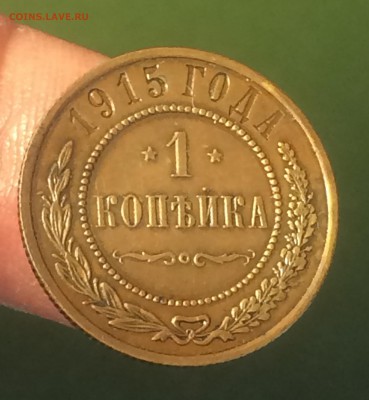 COINS.LAVE.RU
1915 ГОДА
* 1 *
КОПѢЙКА